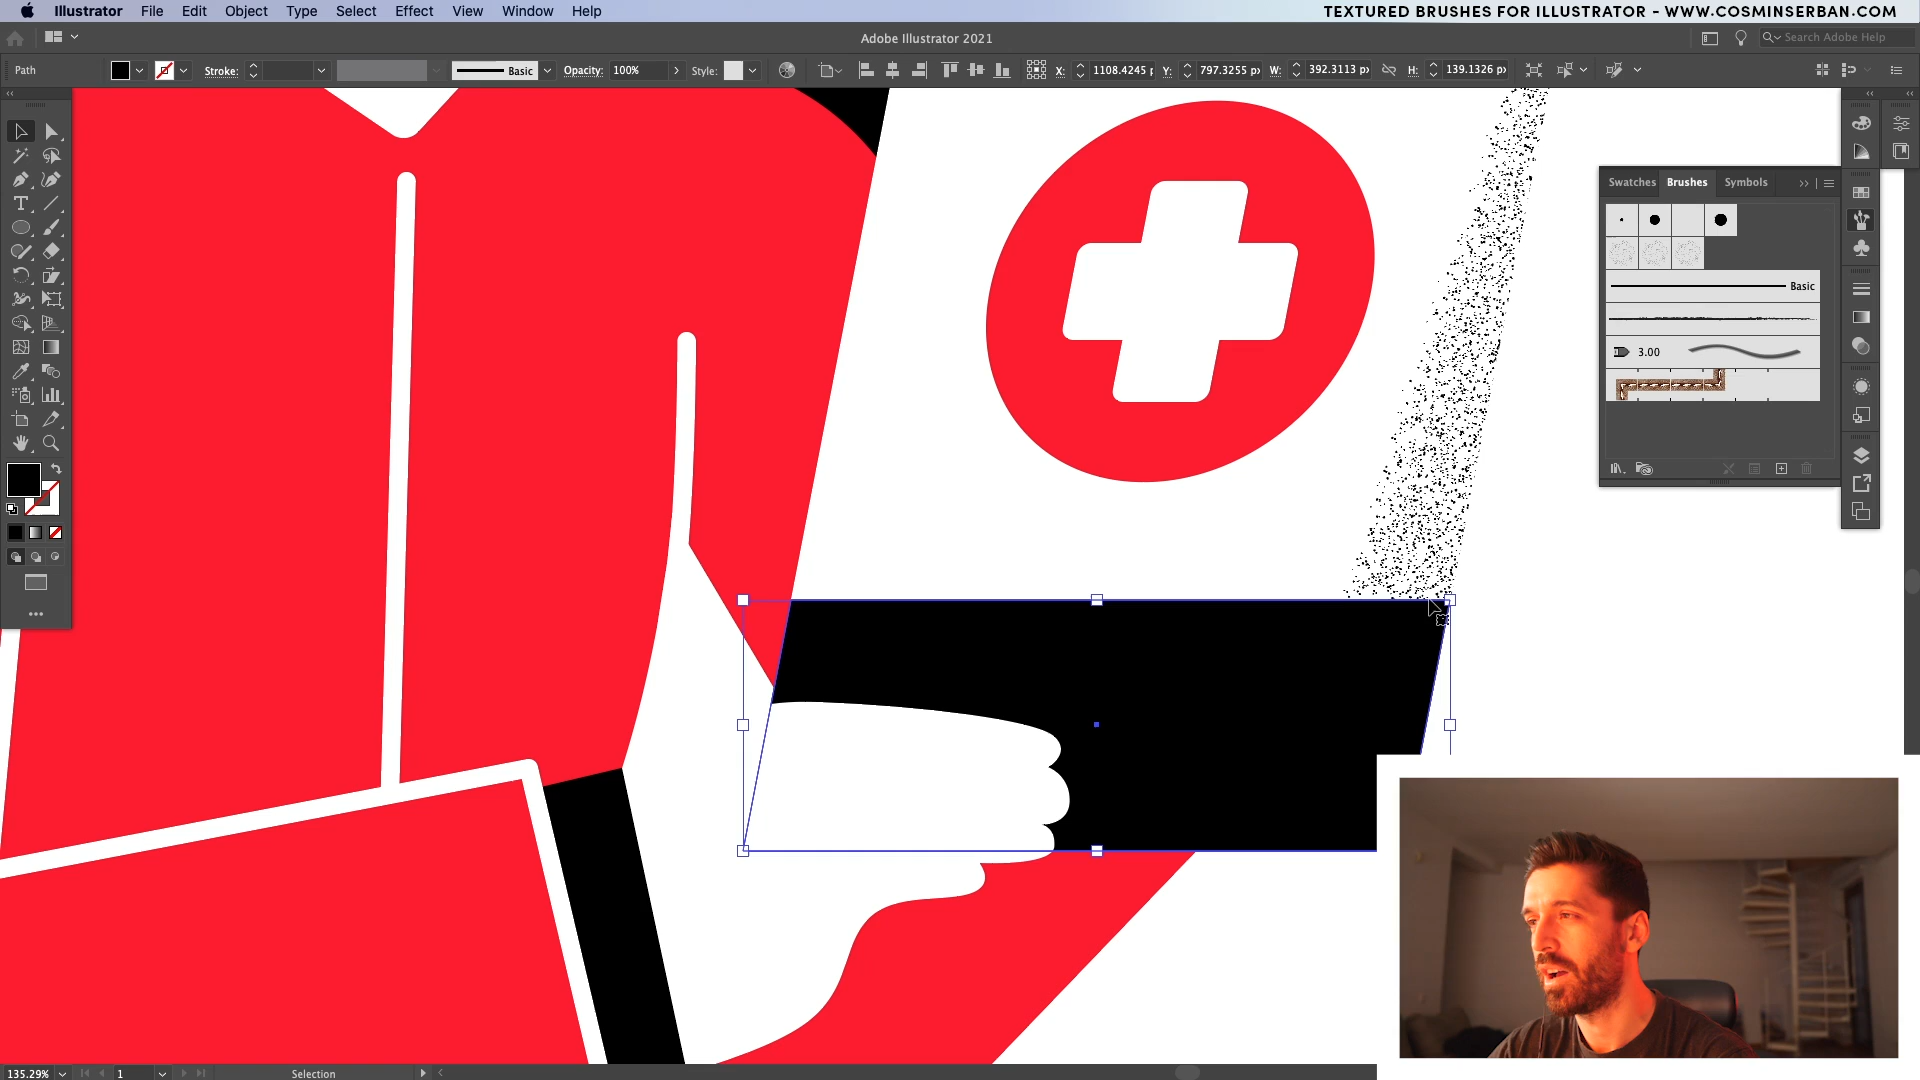 Illustrator File Edit Object Type Select Effect View Window Help
TEXTURED BRUSHES FOR ILLUSTRATOR - WWW.COSMINSERBAN.COM
Adobe Illustrator 2021
Search Adobe Help
Path
Stroke:
Basic
Opacity: 100%
Style:
X: 1108.4245 p
Y: 797.3255 px
W: 392.3113 p
H: 139.1326 px
Swatches Brushes Symbols
Basic
3.00
135.29%
1
Selection